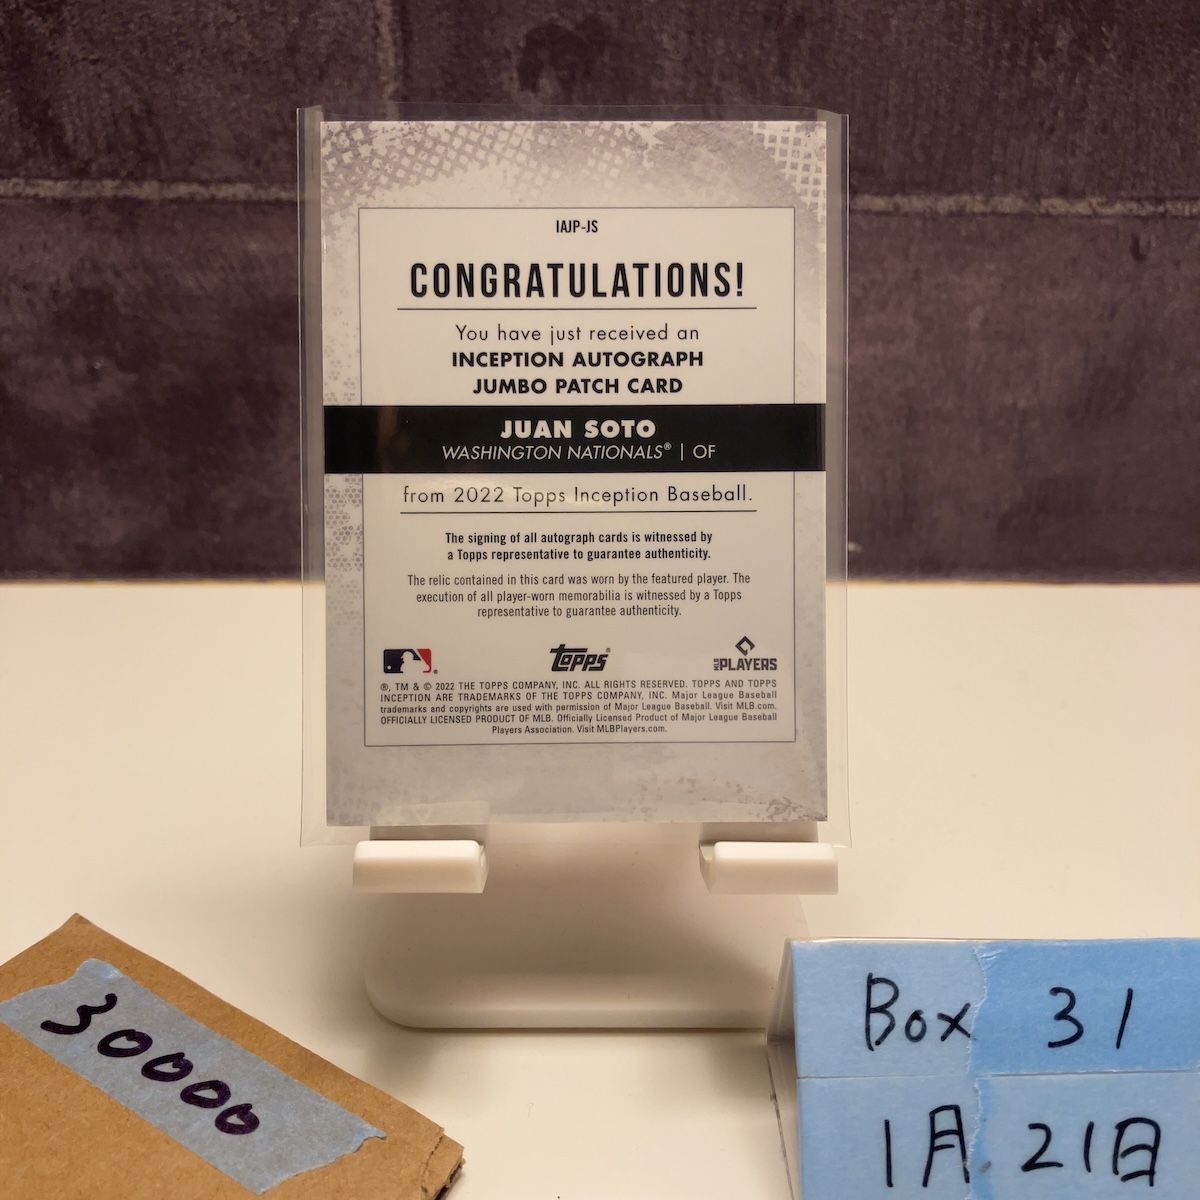 IAJP-JS
CONGRATULATIONS!
You have just received an
INCEPTION AUTOGRAPH
JUMBO PATCH CARD
JUAN SOTO
WASHINGTON NATIONALS® | OF
from 2022 Topps Inception Baseball.
The signing of all autograph cards is witnessed by
a Topps representative to guarantee authenticity.
The relic contained in this card was worn by the featured player. The
execution of all player-worn memorabilia is witnessed by a Topps
representative to guarantee authenticity.
topps®
MLB PLAYERS
®, TM & © 2022 THE TOPPS COMPANY, INC. ALL RIGHTS RESERVED. TOPPS AND TOPPS
INCEPTION ARE TRADEMARKS OF THE TOPPS COMPANY, INC. Major League Baseball
trademarks and copyrights are used with permission of Major League Baseball. Visit MLB.com.
OFFICIALLY LICENSED PRODUCT OF MLB. Officially Licensed Product of Major League Baseball
Players Association. Visit MLBPlayers.com.
30000
Box 31
1月21日